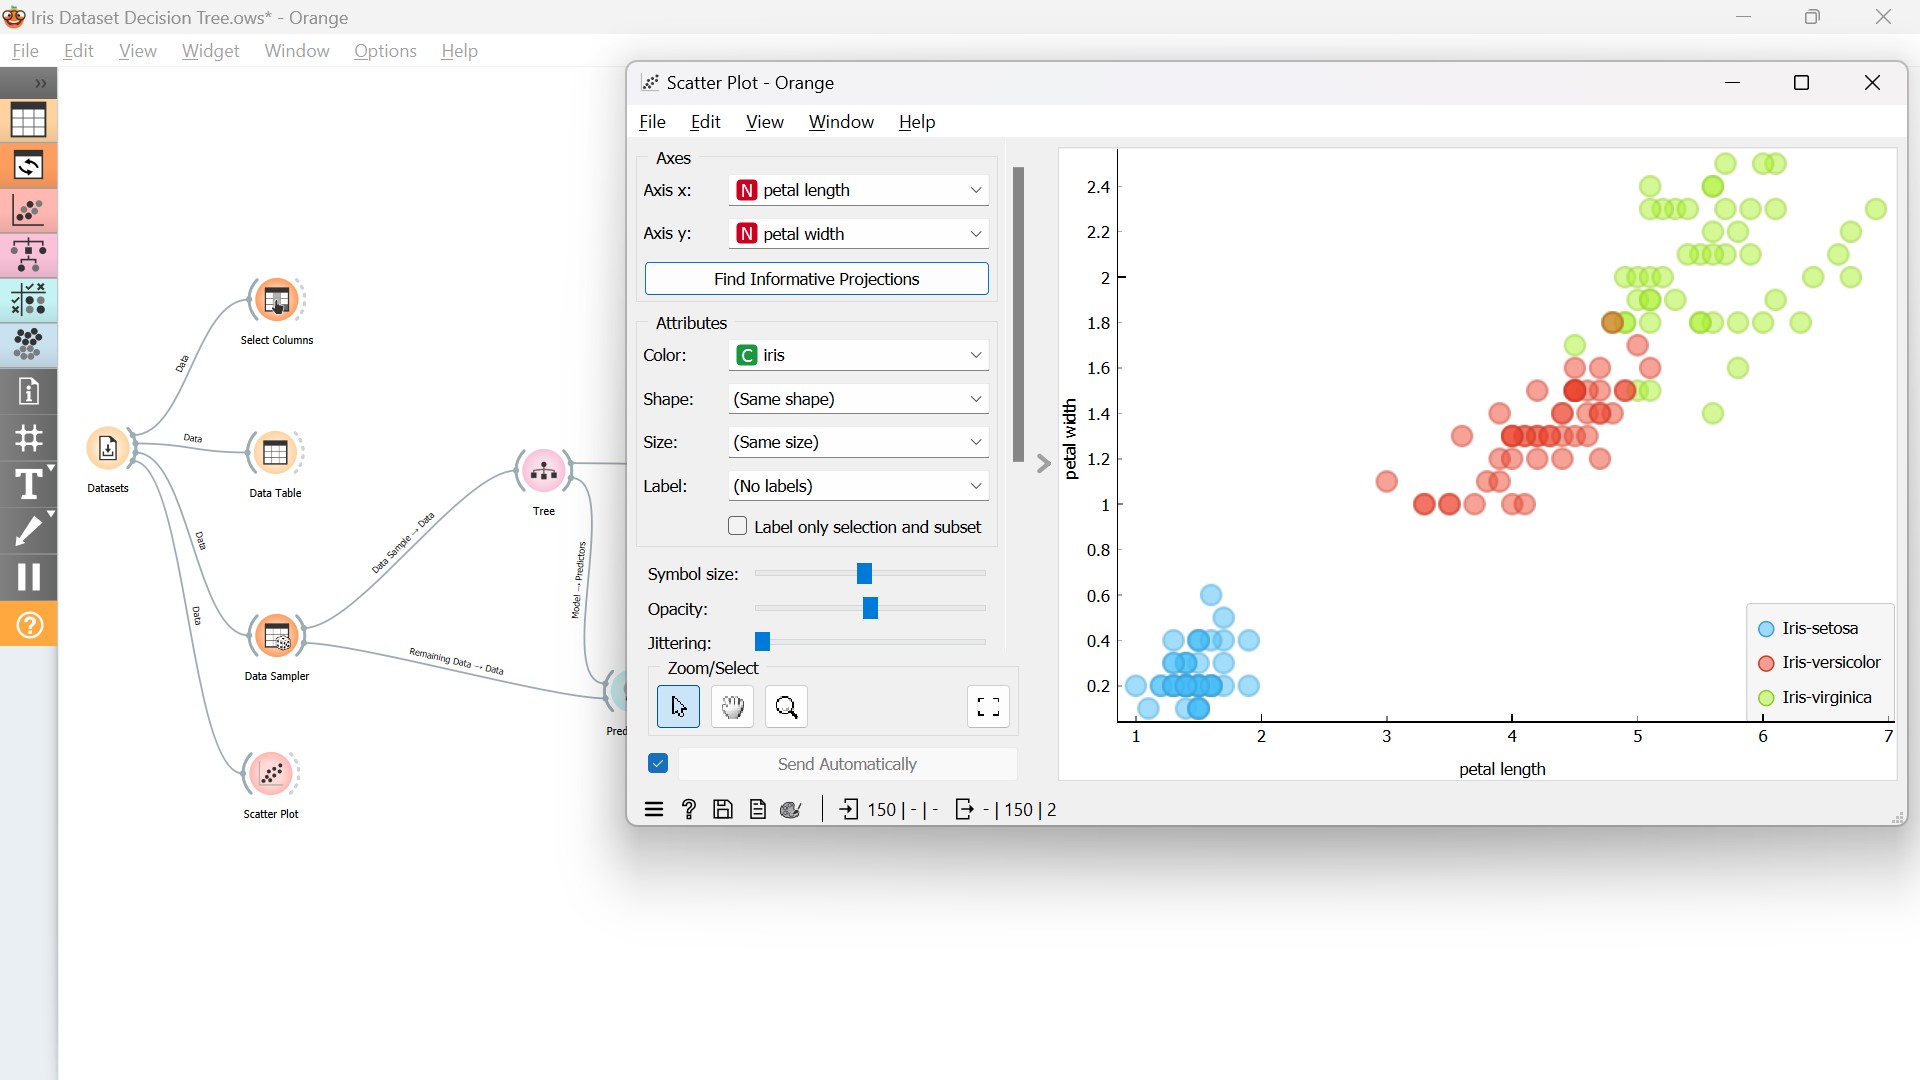 Iris Dataset Decision Tree.ows* - Orange
File Edit View Widget Window Options Help
Data
Select Columns
Data
Datasets
Data Table
Data
Data
Data Sample → Data
Tree
Model → Predictors
Remaining Data → Data
Data Sampler
Pred
Scatter Plot
Scatter Plot - Orange
File Edit View Window Help
Axes
Axis x: N petal length
Axis y: N petal width
Find Informative Projections
Attributes
Color: C iris
Shape: (Same shape)
Size: (Same size)
Label: (No labels)
Label only selection and subset
Symbol size:
Opacity:
Jittering:
Zoom/Select
Send Automatically
150 | - | - - | 150 | 2
petal width
2.4
2.2
2
1.8
1.6
1.4
1.2
1
0.8
0.6
0.4
0.2
1 2 3 4 5 6 7
petal length
Iris-setosa
Iris-versicolor
Iris-virginica